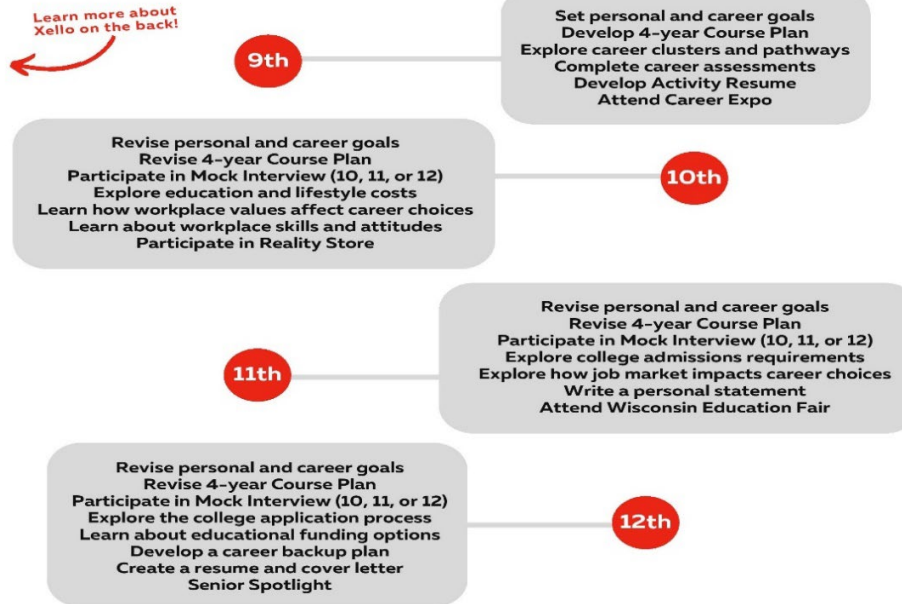 Learn more about
Xello on the back!
9th
Set personal and career goals
Develop 4-year Course Plan
Explore career clusters and pathways
Complete career assessments
Develop Activity Resume
Attend Career Expo
Revise personal and career goals
Revise 4-year Course Plan
Participate in Mock Interview (10, 11, or 12)
Explore education and lifestyle costs
Learn how workplace values affect career choices
Learn about workplace skills and attitudes
Participate in Reality Store
10th
11th
Revise personal and career goals
Revise 4-year Course Plan
Participate in Mock Interview (10, 11, or 12)
Explore college admissions requirements
Explore how job market impacts career choices
Write a personal statement
Attend Wisconsin Education Fair
Revise personal and career goals
Revise 4-year Course Plan
Participate in Mock Interview (10, 11, or 12)
Explore the college application process
Learn about educational funding options
Develop a career backup plan
Create a resume and cover letter
Senior Spotlight
12th